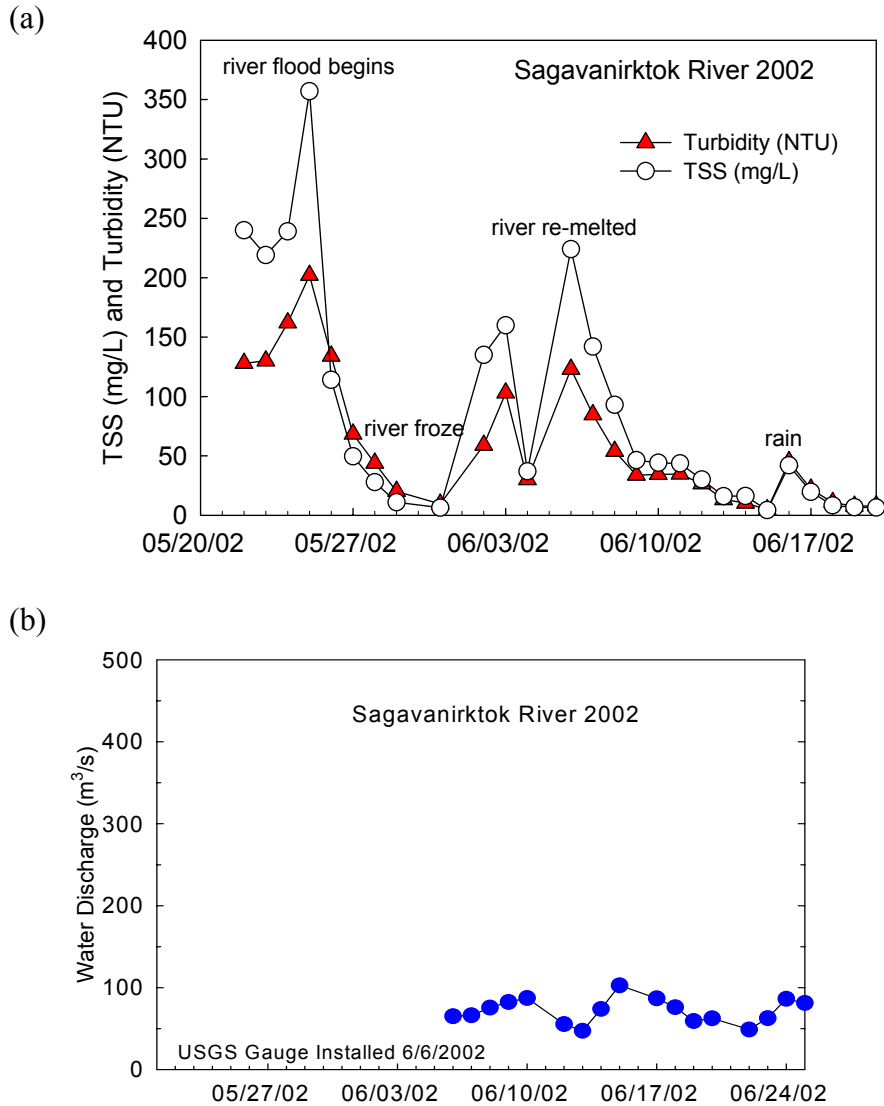 (a)
400
350
300
250
200
150
100
50
0
TSS (mg/L) and Turbidity (NTU)
river flood begins
Sagavanirktok River 2002
Turbidity (NTU)
TSS (mg/L)
river re-melted
river froze
rain
05/20/02 05/27/02 06/03/02 06/10/02 06/17/02
(b)
500
400
300
200
100
0
Water Discharge (m³/s)
Sagavanirktok River 2002
USGS Gauge Installed 6/6/2002
05/27/02 06/03/02 06/10/02 06/17/02 06/24/02